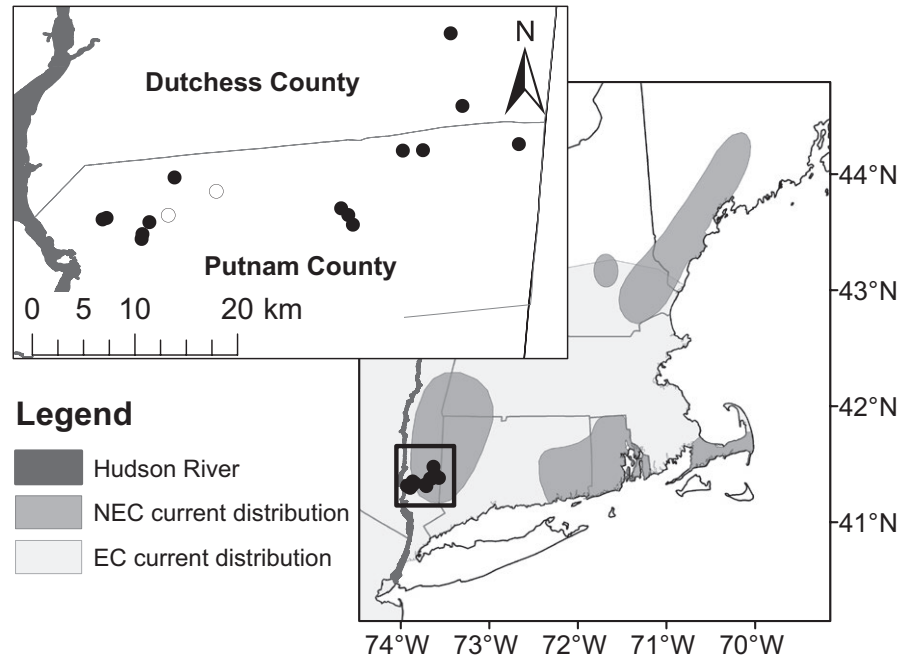 N
Dutchess County
Putnam County
0 5 10 20 km
44°N
43°N
42°N
41°N
Legend
Hudson River
NEC current distribution
EC current distribution
74°W 73°W 72°W 71°W 70°W